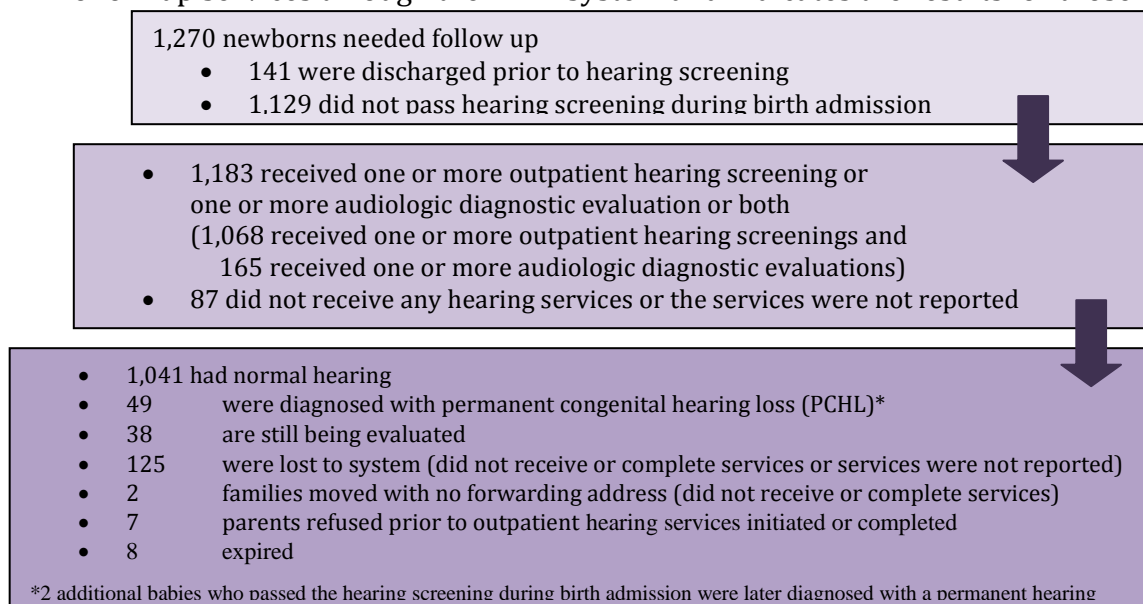 1,270 newborns needed follow up
• 141 were discharged prior to hearing screening
• 1,129 did not pass hearing screening during birth admission
• 1,183 received one or more outpatient hearing screening or
one or more audiologic diagnostic evaluation or both
(1,068 received one or more outpatient hearing screenings and
165 received one or more audiologic diagnostic evaluations)
• 87 did not receive any hearing services or the services were not reported
• 1,041 had normal hearing
• 49 were diagnosed with permanent congenital hearing loss (PCHL)*
• 38 are still being evaluated
• 125 were lost to system (did not receive or complete services or services were not reported)
• 2 families moved with no forwarding address (did not receive or complete services)
• 7 parents refused prior to outpatient hearing services initiated or completed
• 8 expired
*2 additional babies who passed the hearing screening during birth admission were later diagnosed with a permanent hearing